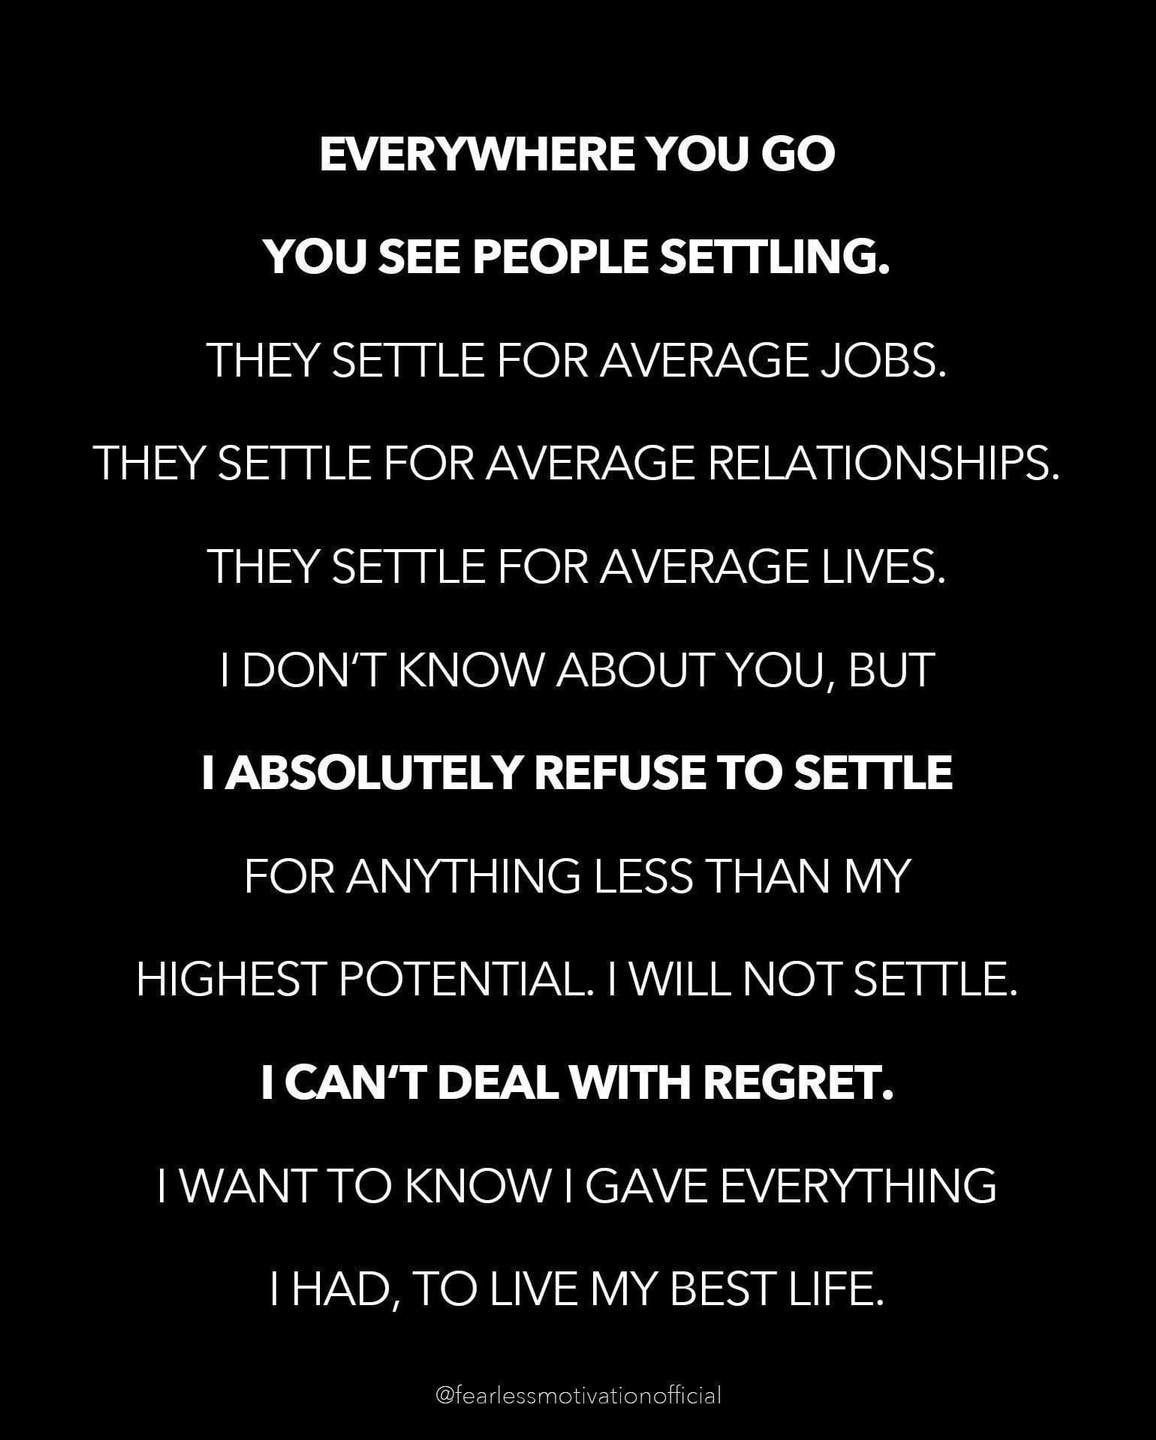 EVERYWHERE YOU GO
YOU SEE PEOPLE SETTLING.
THEY SETTLE FOR AVERAGE JOBS.
THEY SETTLE FOR AVERAGE RELATIONSHIPS.
THEY SETTLE FOR AVERAGE LIVES.
I DON‘T KNOW ABOUT YOU, BUT
I ABSOLUTELY REFUSE TO SETTLE
FOR ANYTHING LESS THAN MY
HIGHEST POTENTIAL. I WILL NOT SETTLE.
I CAN‘T DEAL WITH REGRET.
I WANT TO KNOW I GAVE EVERYTHING
I HAD, TO LIVE MY BEST LIFE.
@fearlessmotivationofficial